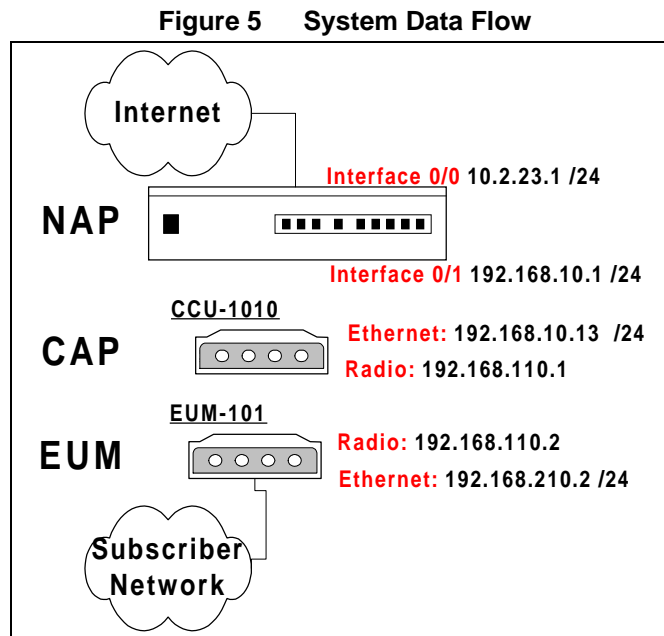 Figure 5 System Data Flow
Internet
Interface 0/0 10.2.23.1 /24
NAP
Interface 0/1 192.168.10.1 /24
CCU-1010
CAP
Ethernet: 192.168.10.13 /24
Radio: 192.168.110.1
EUM-101
EUM
Radio: 192.168.110.2
Ethernet: 192.168.210.2 /24
Subscriber
Network